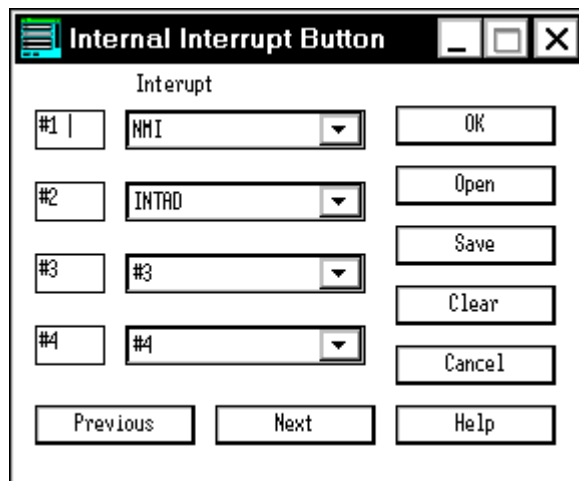 Internal Interrupt Button
Interupt
#1 NMI OK
Open
#2 INTAD
Save
#3 #3
Clear
#4 #4
Cancel
Previous Next Help